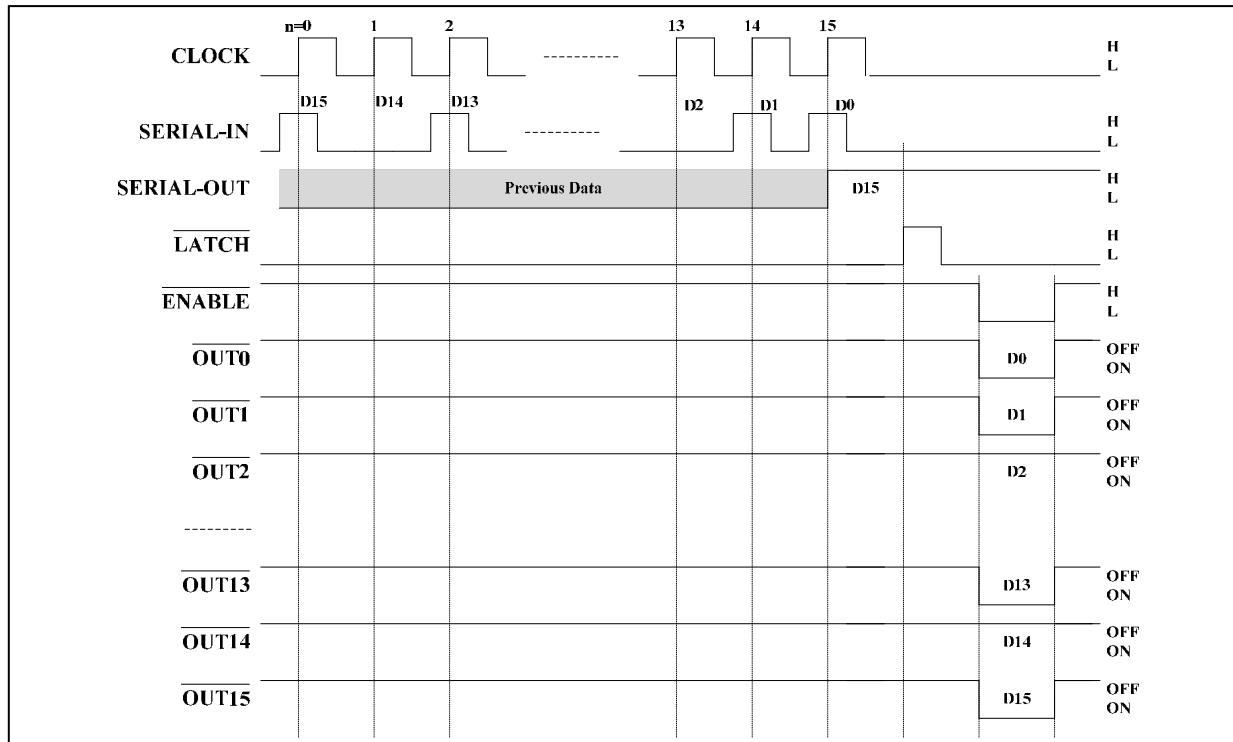 n=0 1 2 13 14 15
CLOCK H
L
D15 D14 D13 D2 D1 D0
SERIAL-IN H
L
SERIAL-OUT Previous Data D15 H
L
LATCH H
L
ENABLE H
L
OUT0 D0 OFF
ON
OUT1 D1 OFF
ON
OUT2 D2 OFF
ON
OUT13 D13 OFF
ON
OUT14 D14 OFF
ON
OUT15 D15 OFF
ON